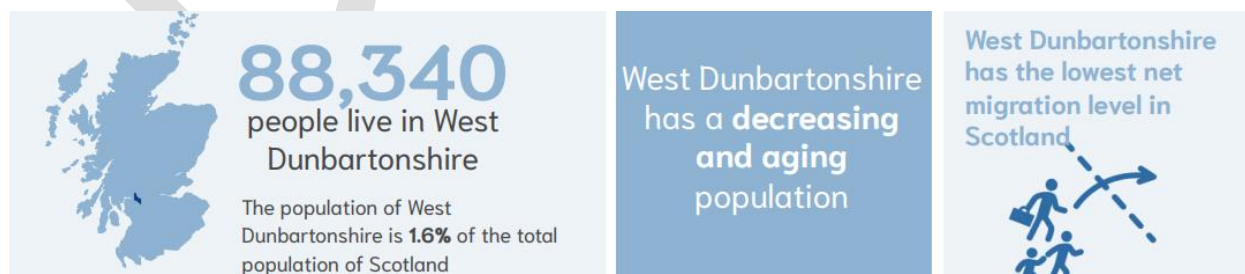 88,340
people live in West
Dunbartonshire
The population of West
Dunbartonshire is 1.6% of the total
population of Scotland
West Dunbartonshire
has a decreasing
and aging
population
West Dunbartonshire
has the lowest net
migration level in
Scotland